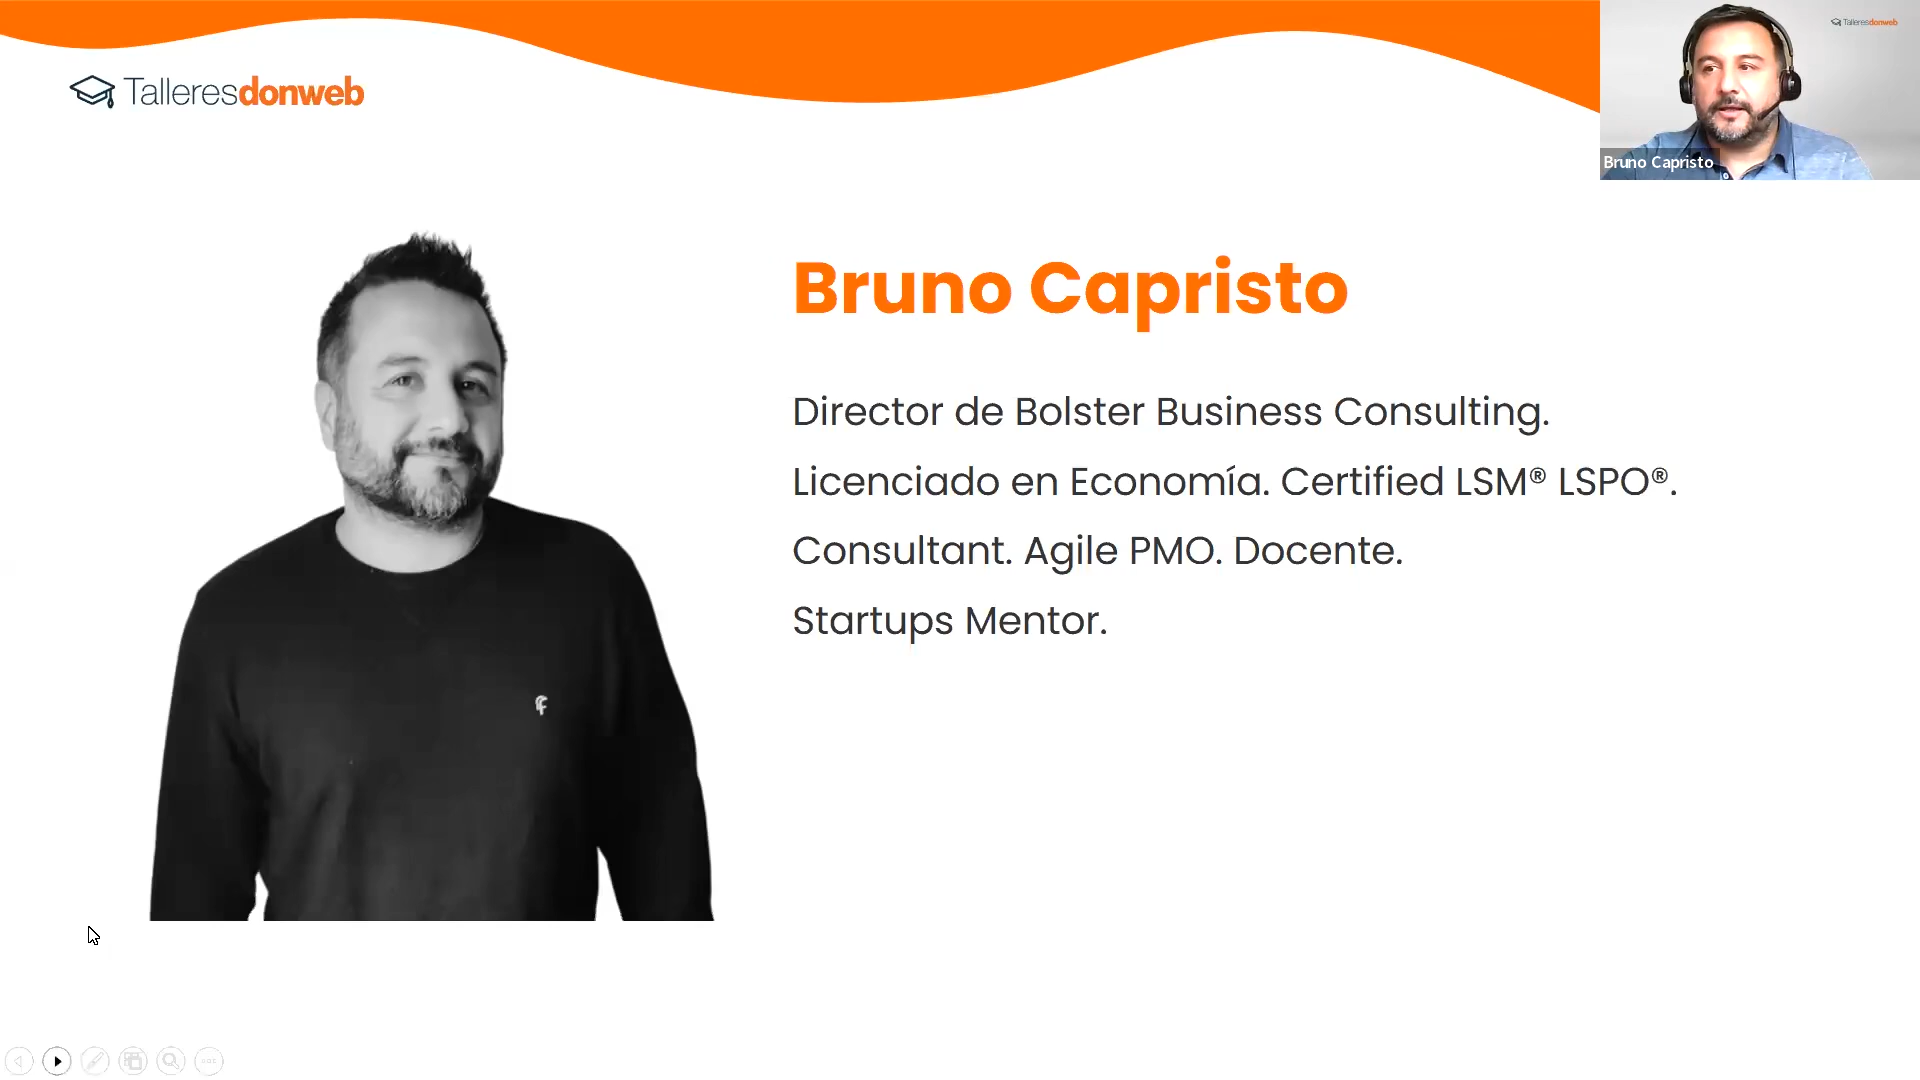 Talleresdonweb
Talleresdonweb
Bruno Capristo
Bruno Capristo
Director de Bolster Business Consulting.
Licenciado en Economía. Certified LSM® LSPO®.
Consultant. Agile PMO. Docente.
Startups Mentor.